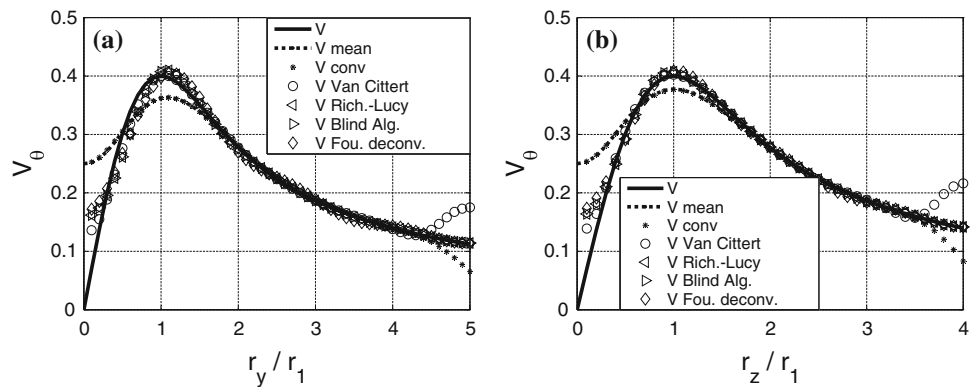 (a)
0.5
0.4
0.3
0.2
0.1
0
V_θ
V
V mean
V conv
V Van Cittert
V Rich.-Lucy
V Blind Alg.
V Fou. deconv.
0 1 2 3 4 5
r_y / r_1
(b)
0.5
0.4
0.3
0.2
0.1
0
V_θ
V
V mean
V conv
V Van Cittert
V Rich.-Lucy
V Blind Alg.
V Fou. deconv.
0 1 2 3 4
r_z / r_1